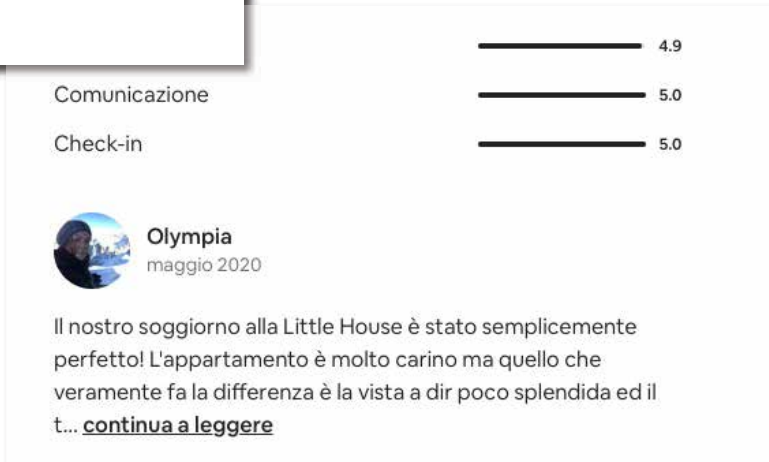 4.9
Comunicazione 5.0
Check-in 5.0
Olympia
maggio 2020
Il nostro soggiorno alla Little House è stato semplicemente
perfetto! L'appartamento è molto carino ma quello che
veramente fa la differenza è la vista a dir poco splendida ed il
t... continua a leggere